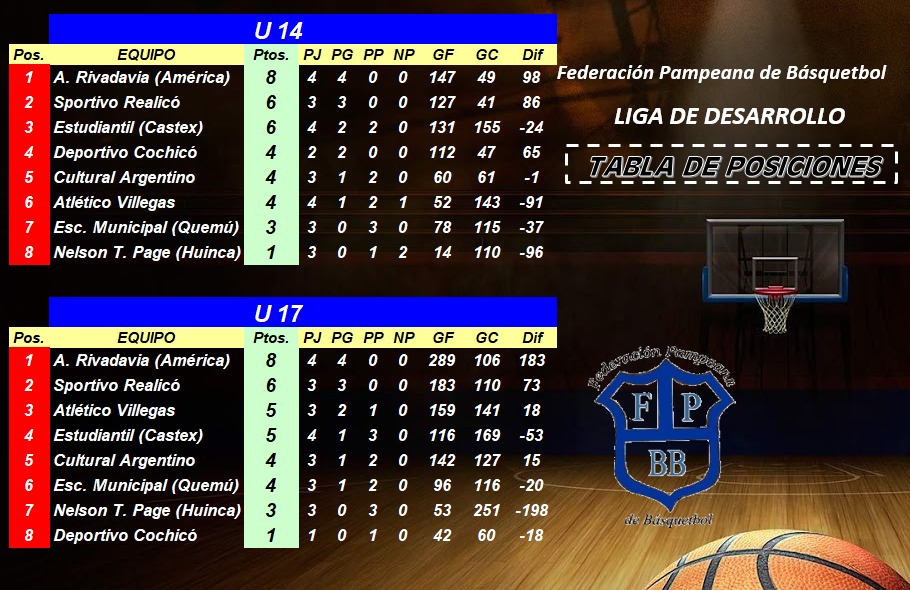 U 14
Pos. EQUIPO Ptos. PJ PG PP NP GF GC Dif
1 A. Rivadavia (América) 8 4 4 0 0 147 49 98
2 Sportivo Realicó 6 3 3 0 0 127 41 86
3 Estudiantil (Castex) 6 4 2 2 0 131 155 -24
4 Deportivo Cochicó 4 2 2 0 0 112 47 65
5 Cultural Argentino 4 3 1 2 0 60 61 -1
6 Atlético Villegas 4 4 1 2 1 52 143 -91
7 Esc. Municipal (Quemú) 3 3 0 3 0 78 115 -37
8 Nelson T. Page (Huinca) 1 3 0 1 2 14 110 -96
U 17
Pos. EQUIPO Ptos. PJ PG PP NP GF GC Dif
1 A. Rivadavia (América) 8 4 4 0 0 289 106 183
2 Sportivo Realicó 6 3 3 0 0 183 110 73
3 Atlético Villegas 5 3 2 1 0 159 141 18
4 Estudiantil (Castex) 5 4 1 3 0 116 169 -53
5 Cultural Argentino 4 3 1 2 0 142 127 15
6 Esc. Municipal (Quemú) 4 3 1 2 0 96 116 -20
7 Nelson T. Page (Huinca) 3 3 0 3 0 53 251 -198
8 Deportivo Cochicó 1 1 0 1 0 42 60 -18
Federación Pampeana de Básquetbol
LIGA DE DESARROLLO
TABLA DE POSICIONES
Federación Pampeana
F P
BB
de Básquetbol